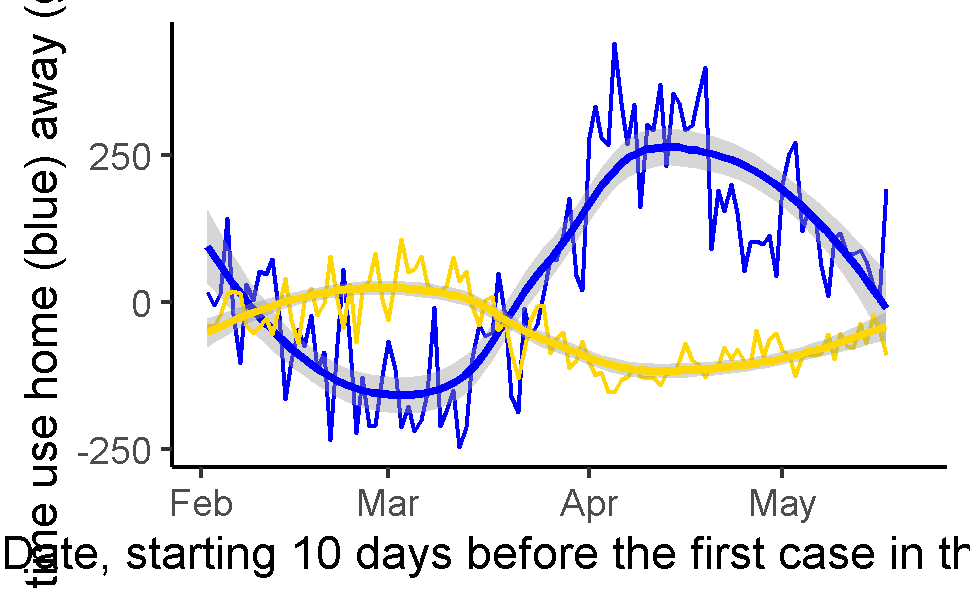 time use home (blue) away (
250
0
-250
Feb Mar Apr May
Date, starting 10 days before the first case in th